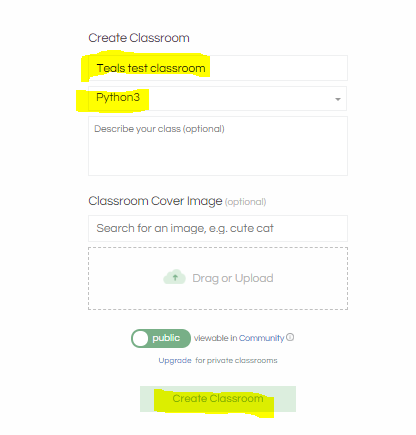 Create Classroom
Teals test classroom
Python3
Describe your class (optional)
Classroom Cover Image (optional)
Search for an image, e.g. cute cat
Drag or Upload
public viewable in Community
Upgrade for private classrooms
Create Classroom